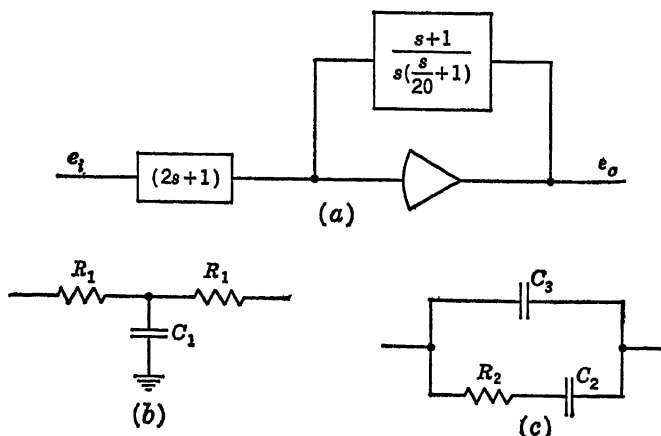 s+1
s(s/20+1)
e_i
(2s+1)
e_o
(a)
R_1
R_1
C_1
(b)
C_3
R_2
C_2
(c)